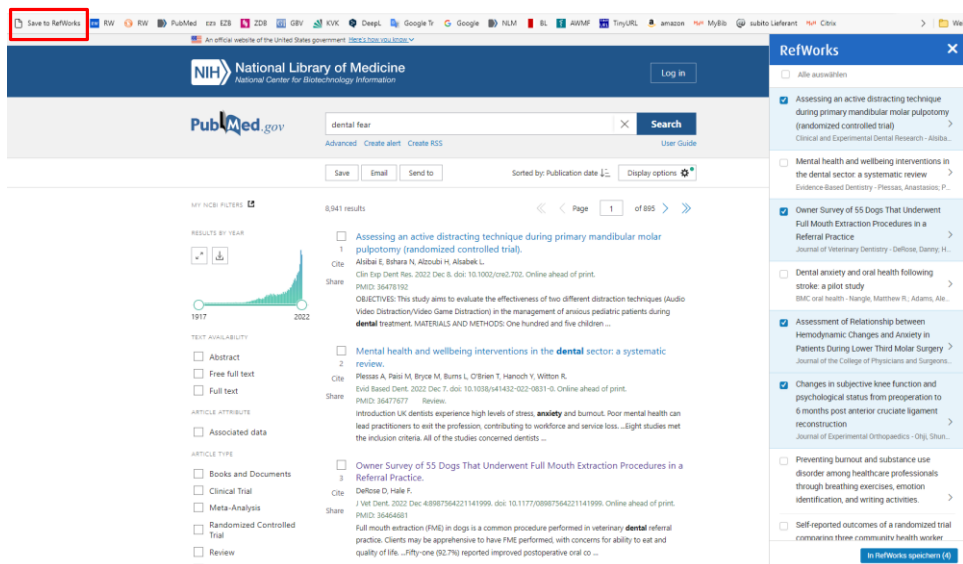 Save to RefWorks RW RW PubMed EZB ZDB GBV KVK DeepL Google Tr Google NLM BL AWMF TinyURL amazon MyBib subito Lieferant Citrix We
An official website of the United States government Here's how you know
NIH National Library of Medicine
National Center for Biotechnology Information
Log in
PubMed.gov
dental fear
Search
Advanced Create alert Create RSS User Guide
Save Email Send to Sorted by: Publication date Display options
MY NCBI FILTERS
8,941 results
Page 1 of 895
RESULTS BY YEAR
1917 2022
TEXT AVAILABILITY
Abstract
Free full text
Full text
ARTICLE ATTRIBUTE
Associated data
ARTICLE TYPE
Books and Documents
Clinical Trial
Meta-Analysis
Randomized Controlled
Trial
Review
1
Cite
Share
Assessing an active distracting technique during primary mandibular molar
pulpotomy (randomized controlled trial).
Alsibai E, Bshara N, Alzoubi H, Alsabek L.
Clin Exp Dent Res. 2022 Dec 8. doi: 10.1002/cre2.702. Online ahead of print.
PMID: 36478192
OBJECTIVES: This study aims to evaluate the effectiveness of two different distraction techniques (Audio
Video Distraction/Video Game Distraction) in the management of anxious pediatric patients during
dental treatment. MATERIALS AND METHODS: One hundred and five children ...
2
Cite
Share
Mental health and wellbeing interventions in the dental sector: a systematic
review.
Plessas A, Paisi M, Bryce M, Burns L, O'Brien T, Hanoch Y, Witton R.
Evid Based Dent. 2022 Dec 7. doi: 10.1038/s41432-022-0831-0. Online ahead of print.
PMID: 36477677 Review.
Introduction UK dentists experience high levels of stress, anxiety and burnout. Poor mental health can
lead practitioners to exit the profession, contributing to workforce and service loss. ...Eight studies met
the inclusion criteria. All of the studies concerned dentists ...
3
Cite
Share
Owner Survey of 55 Dogs That Underwent Full Mouth Extraction Procedures in a
Referral Practice.
DeRose D, Hale F.
J Vet Dent. 2022 Dec 4:8987564221141999. doi: 10.1177/08987564221141999. Online ahead of print.
PMID: 36464681
Full mouth extraction (FME) in dogs is a common procedure performed in veterinary dental referral
practice. Clients may be apprehensive to have FME performed, with concerns for ability to eat and
quality of life. ...Fifty-one (92.7%) reported improved postoperative oral co ...
RefWorks
Alle auswählen
Assessing an active distracting technique
during primary mandibular molar pulpotomy
(randomized controlled trial)
Clinical and Experimental Dental Research - Alsiba...
Mental health and wellbeing interventions in
the dental sector: a systematic review
Evidence-Based Dentistry - Plessas, Anastasios; P...
Owner Survey of 55 Dogs That Underwent
Full Mouth Extraction Procedures in a
Referral Practice
Journal of Veterinary Dentistry - DeRose, Danny; H...
Dental anxiety and oral health following
stroke: a pilot study
BMC oral health - Nangle, Matthew R.; Adams, Ale...
Assessment of Relationship between
Hemodynamic Changes and Anxiety in
Patients During Lower Third Molar Surgery
Journal of the College of Physicians and Surgeons...
Changes in subjective knee function and
psychological status from preoperation to
6 months post anterior cruciate ligament
reconstruction
Journal of Experimental Orthopaedics - Ohji, Shun...
Preventing burnout and substance use
disorder among healthcare professionals
through breathing exercises, emotion
identification, and writing activities.
Self-reported outcomes of a randomized trial
comparing three community health worker
In RefWorks speichern (4)